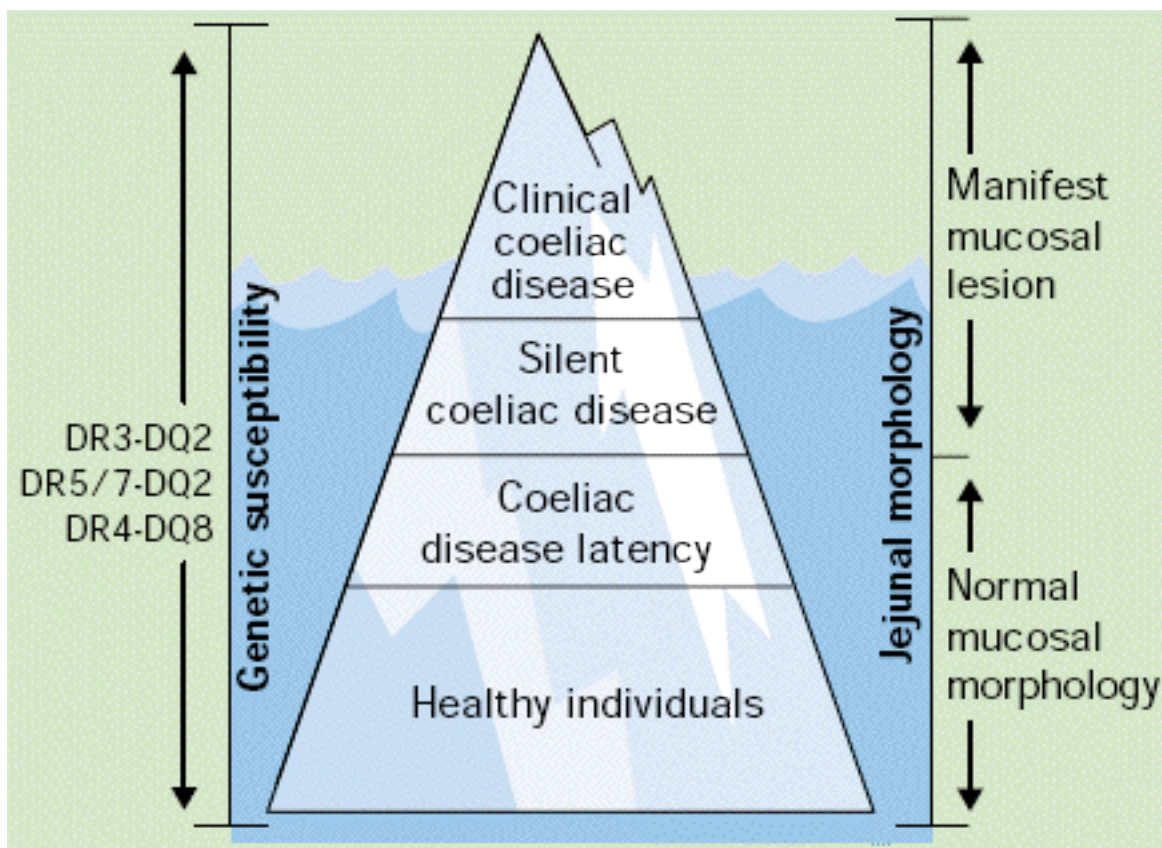 Clinical
coeliac
disease
Silent
coeliac disease
Coeliac
disease latency
Healthy individuals
Genetic susceptibility
DR3-DQ2
DR5/7-DQ2
DR4-DQ8
Jejunal morphology
Manifest
mucosal
lesion
Normal
mucosal
morphology